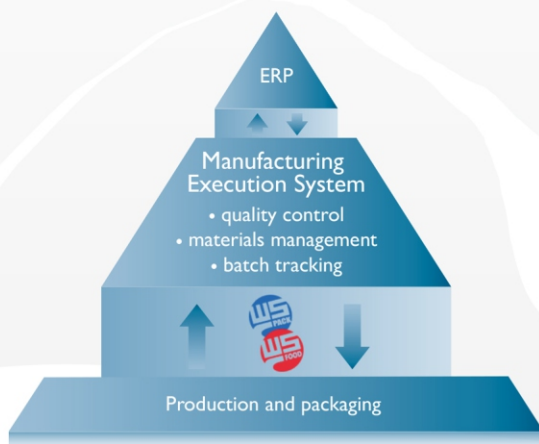 ERP
Manufacturing
Execution System
• quality control
• materials management
• batch tracking
WS
PACK
WS
FOOD
Production and packaging